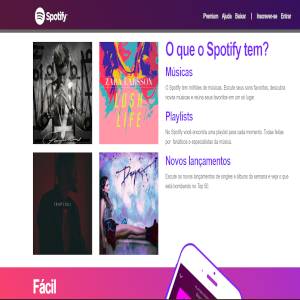 Spotify
Premium Ajuda Baixar | Inscrever-se Entrar
O que o Spotify tem?
Músicas
O Spotify tem milhões de músicas. Escute seus sons favoritos, descubra
novas músicas e reúna seus favoritos em um só lugar.
Playlists
No Spotify você encontra uma playlist para cada momento. Todas feitas
por fanáticos e especialistas da música.
Novos lançamentos
Escute os novos lançamentos de singles e álbuns da semana e veja o que
está bombando no Top 50.
ZARA LARSSON
LUSH
LIFE
Fácil